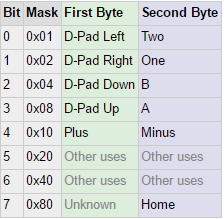 Bit Mask First Byte Second Byte
0 0x01 D-Pad Left Two
1 0x02 D-Pad Right One
2 0x04 D-Pad Down B
3 0x08 D-Pad Up A
4 0x10 Plus Minus
5 0x20 Other uses Other uses
6 0x40 Other uses Other uses
7 0x80 Unknown Home